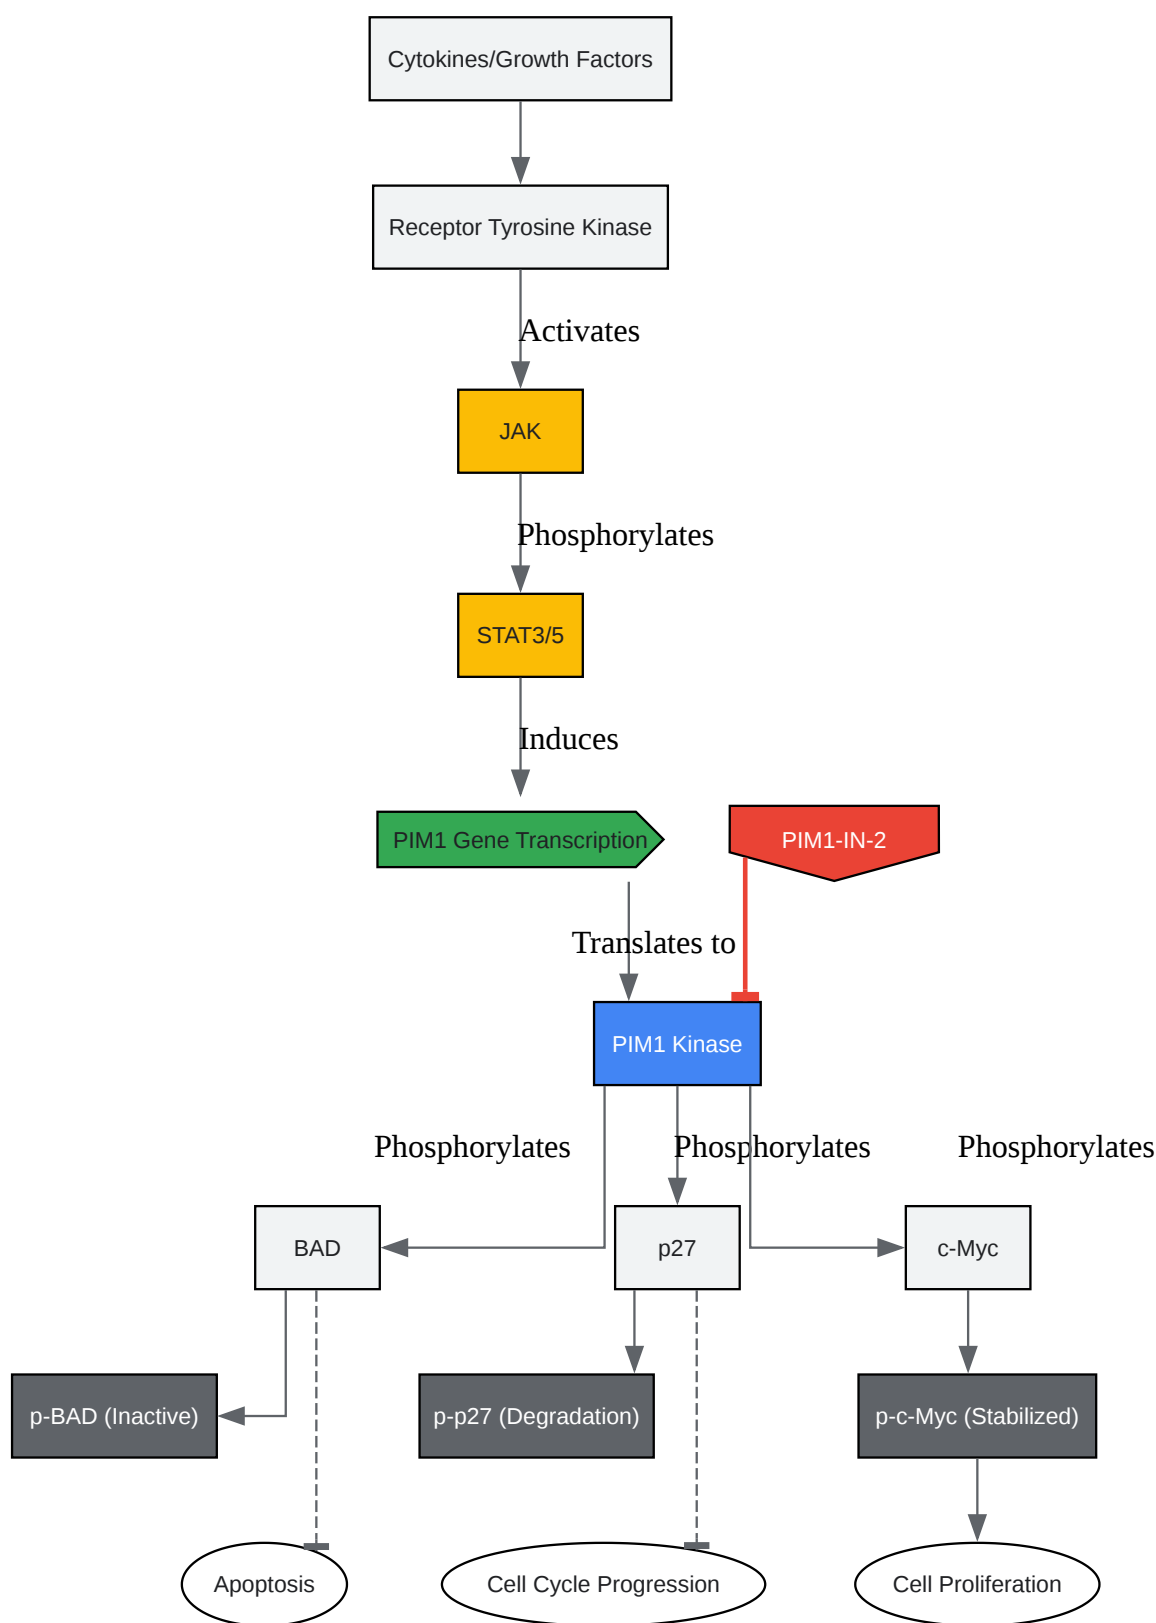 Cytokines/Growth Factors
Receptor Tyrosine Kinase
Activates
JAK
Phosphorylates
STAT3/5
Induces
PIM1 Gene Transcription
PIM1-IN-2
Translates to
PIM1 Kinase
Phosphorylates
Phosphorylates
Phosphorylates
BAD
p27
c-Myc
p-BAD (Inactive)
p-p27 (Degradation)
p-c-Myc (Stabilized)
Apoptosis
Cell Cycle Progression
Cell Proliferation